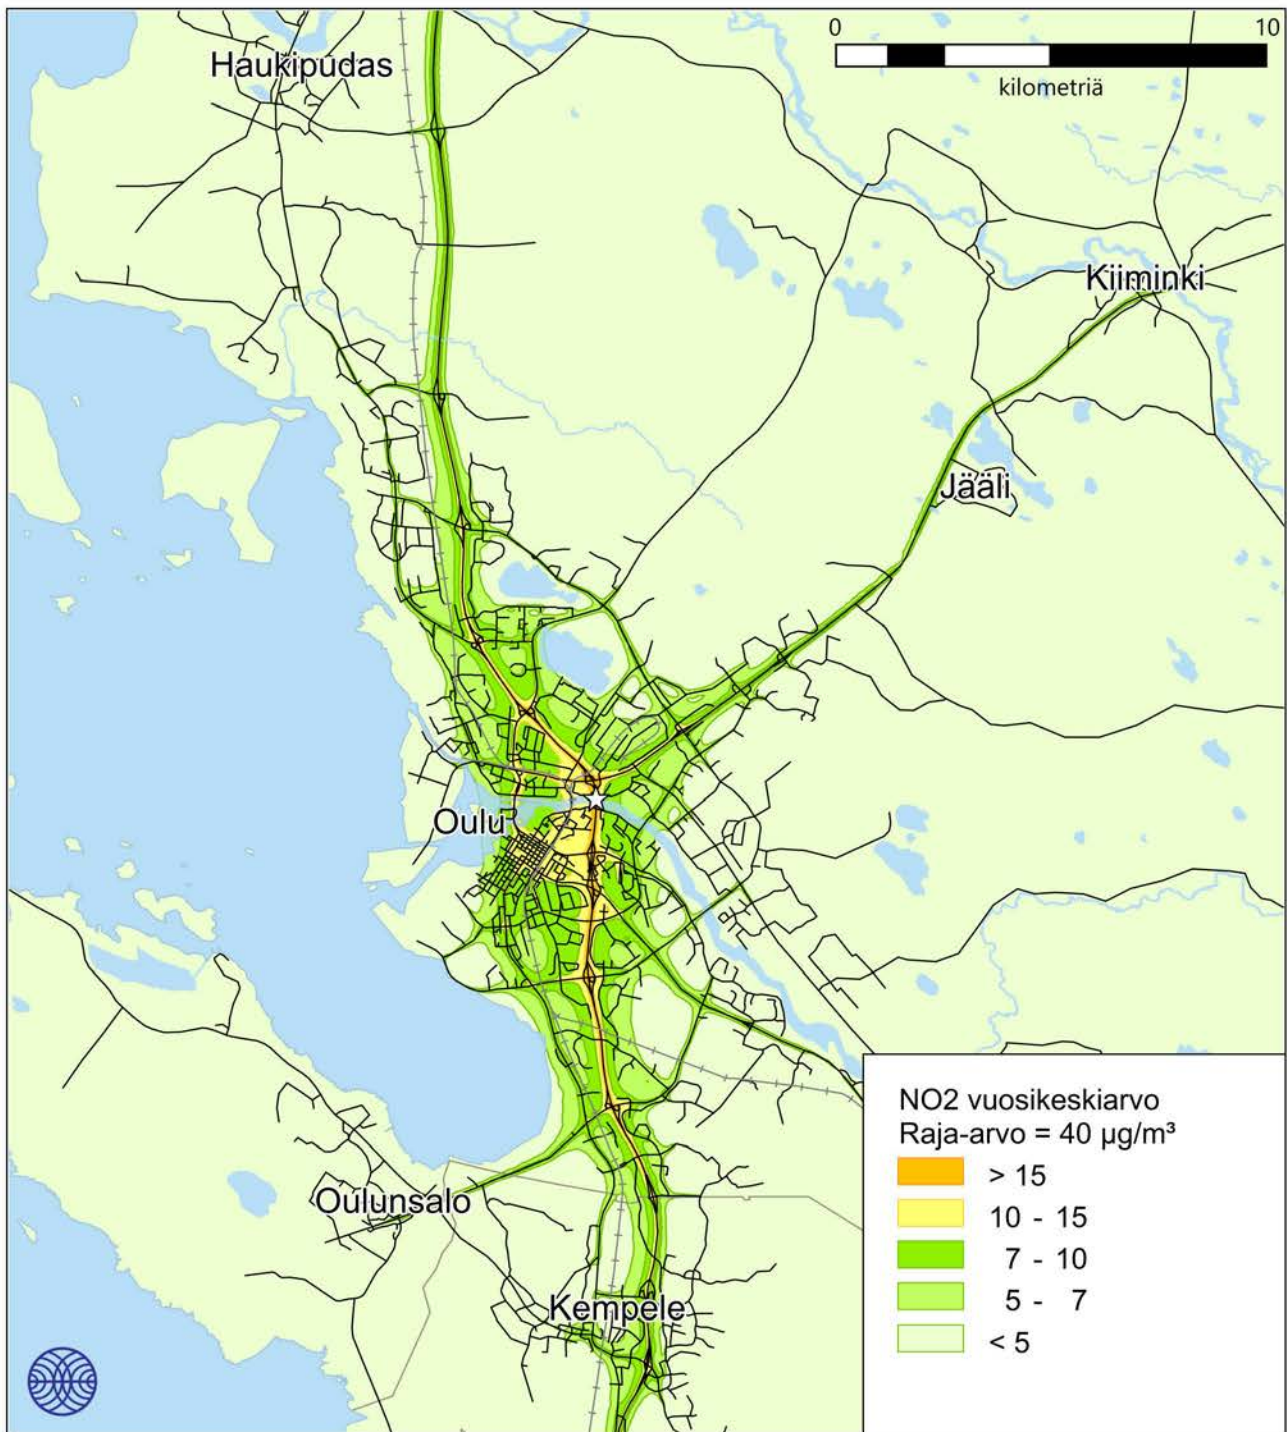 0 10
kilometriä
Haukipudas
Kiiminki
Jääli
Oulu
Oulunsalo
Kempele
NO2 vuosikeskiarvo
Raja-arvo = 40 µg/m³
> 15
10 - 15
7 - 10
5 - 7
< 5